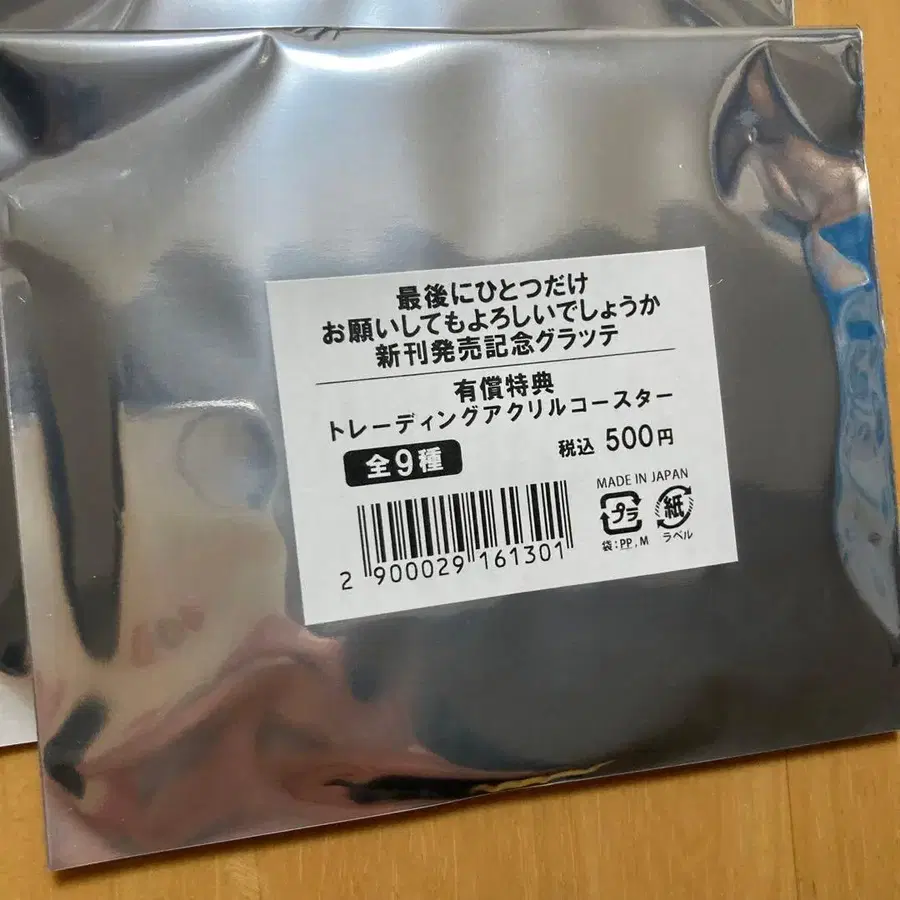 最後にひとつだけ
お願いしてもよろしいでしょうか
新刊発売記念グラッテ
有償特典
トレーディングアクリルコースター
全9種
税込 500円
MADE IN JAPAN
プラ
紙
袋:PP,M
ラベル
2 900029 161301